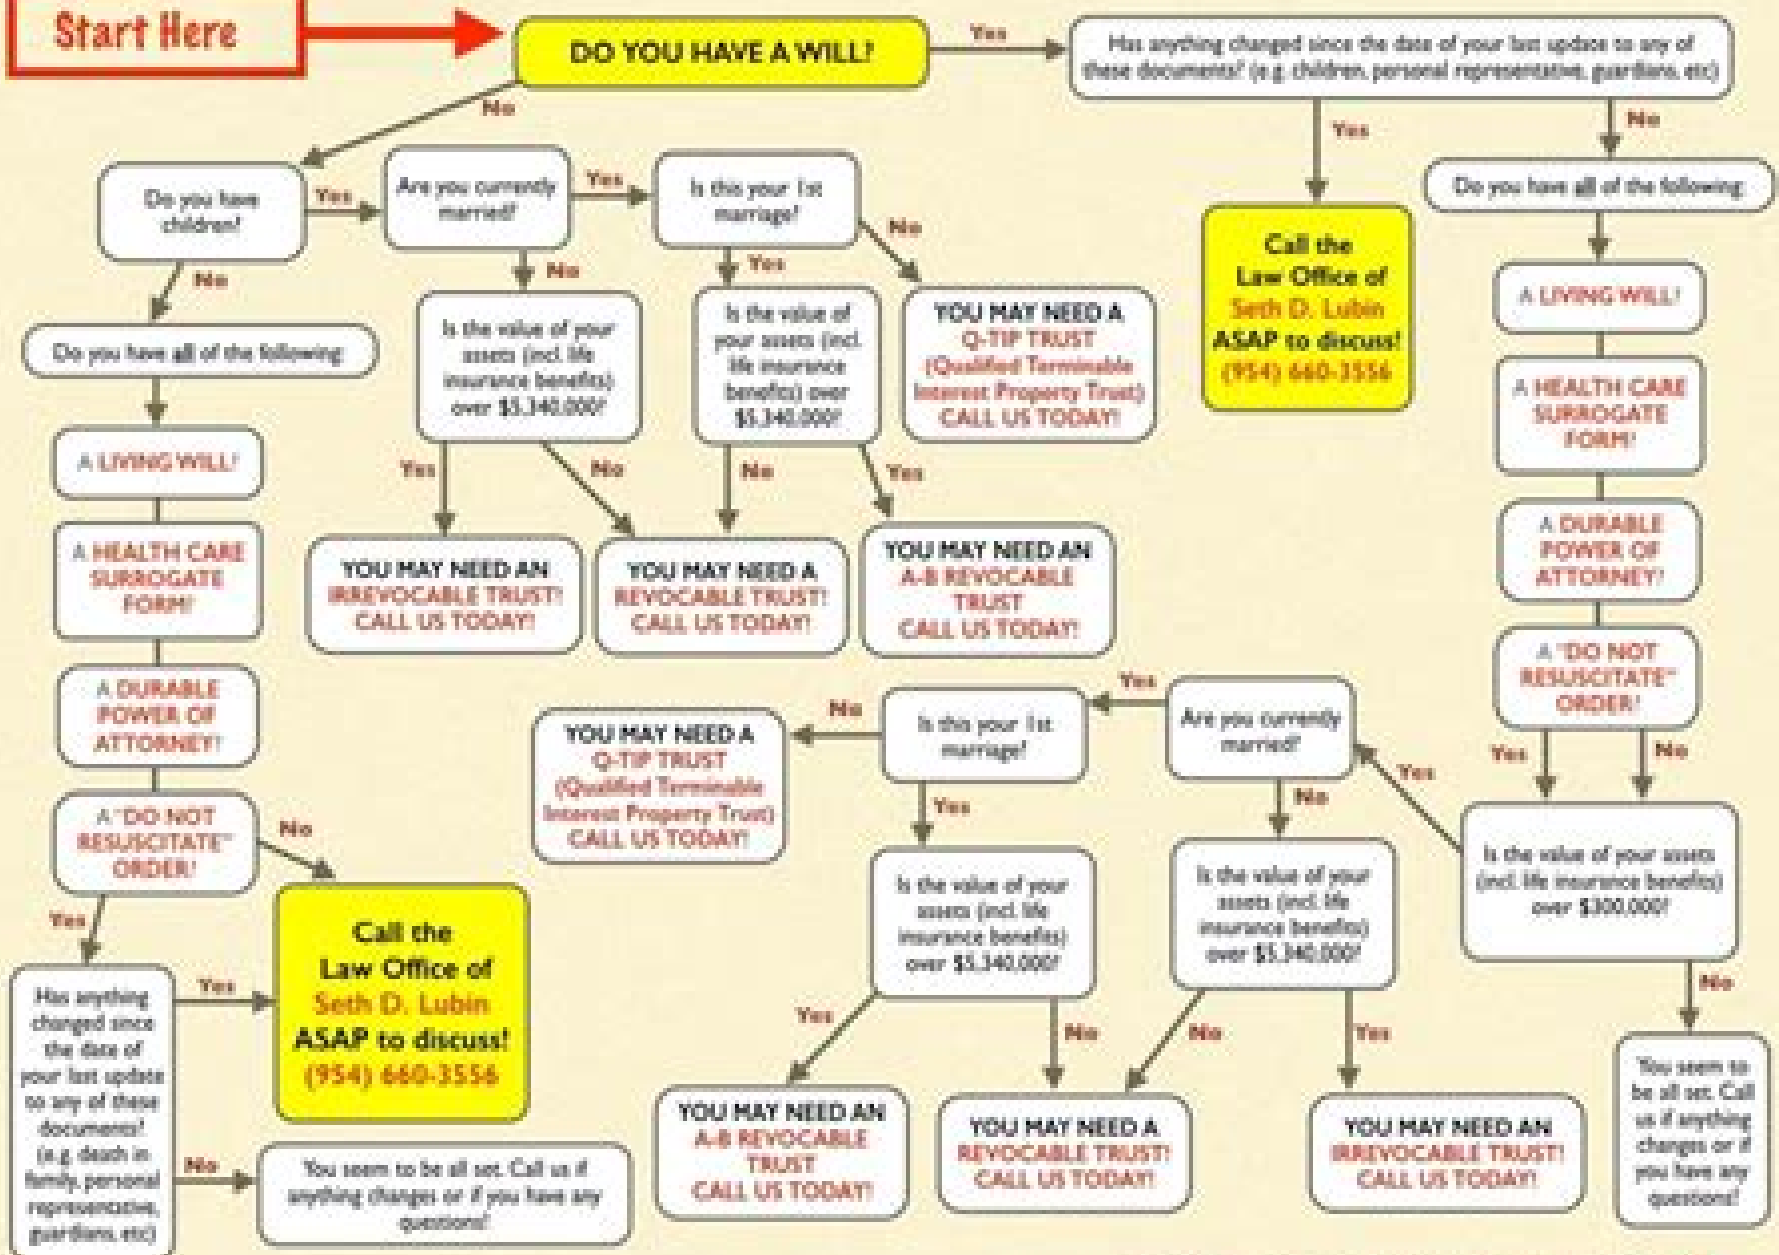 Start Here
DO YOU HAVE A WILL?
Yes
Has anything changed since the date of your last update to any of
these documents? (e.g. children, personal representative, guardians, etc)
No
Yes
No
Do you have
children?
Yes
Are you currently
married?
Yes
Is this your 1st
marriage?
No
Do you have all of the following:
No
No
Yes
Call the
Law Office of
Seth D. Lubin
ASAP to discuss!
(954) 660-3556
A LIVING WILL?
Do you have all of the following:
Is the value of your
assets (incl. life
insurance benefits)
over $5,340,000?
Is the value of
your assets (incl.
life insurance
benefits) over
$5,340,000?
YOU MAY NEED A
Q-TIP TRUST
(Qualified Terminable
Interest Property Trust)
CALL US TODAY!
A HEALTH CARE
SURROGATE
FORM?
A LIVING WILL?
Yes
No
No
Yes
A DURABLE
POWER OF
ATTORNEY?
A HEALTH CARE
SURROGATE
FORM?
YOU MAY NEED AN
IRREVOCABLE TRUST!
CALL US TODAY!
YOU MAY NEED A
REVOCABLE TRUST!
CALL US TODAY!
YOU MAY NEED AN
A-B REVOCABLE
TRUST
CALL US TODAY!
A "DO NOT
RESUSCITATE"
ORDER?
A DURABLE
POWER OF
ATTORNEY?
YOU MAY NEED A
Q-TIP TRUST
(Qualified Terminable
Interest Property Trust)
CALL US TODAY!
No
Is this your 1st
marriage?
Yes
Are you currently
married?
Yes
Yes
No
A "DO NOT
RESUSCITATE"
ORDER?
No
Yes
No
Is the value of your assets
(incl. life insurance benefits)
over $300,000?
Yes
Call the
Law Office of
Seth D. Lubin
ASAP to discuss!
(954) 660-3556
Is the value of your
assets (incl. life
insurance benefits)
over $5,340,000?
Is the value of your
assets (incl. life
insurance benefits)
over $5,340,000?
No
Has anything
changed since
the date of
your last update
to any of these
documents?
(e.g. death in
family, personal
representative,
guardians, etc)
Yes
Yes
No
No
Yes
You seem to
be all set. Call
us if anything
changes or if
you have any
questions!
No
You seem to be all set. Call us if
anything changes or if you have any
questions!
YOU MAY NEED AN
A-B REVOCABLE
TRUST
CALL US TODAY!
YOU MAY NEED A
REVOCABLE TRUST!
CALL US TODAY!
YOU MAY NEED AN
IRREVOCABLE TRUST!
CALL US TODAY!